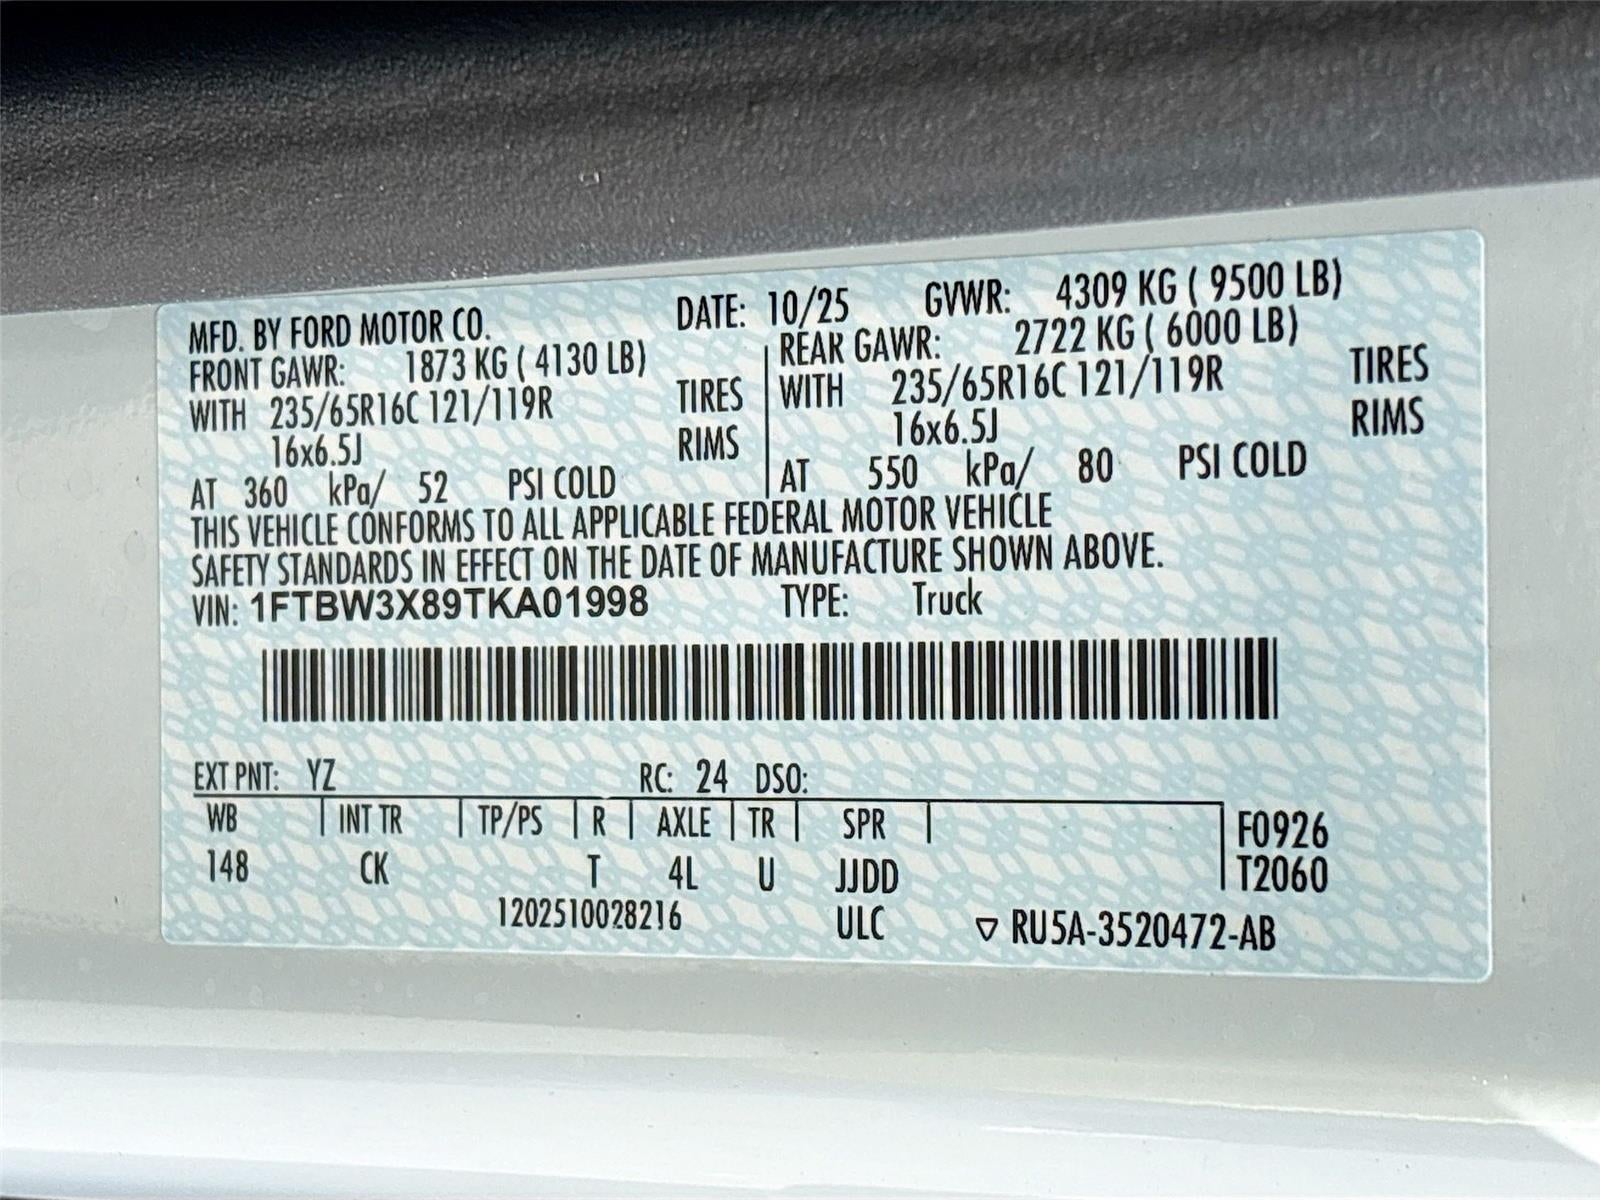 MFD. BY FORD MOTOR CO. DATE: 10/25 GVWR: 4309 KG ( 9500 LB)
FRONT GAWR: 1873 KG ( 4130 LB) REAR GAWR: 2722 KG ( 6000 LB)
WITH 235/65R16C 121/119R TIRES WITH 235/65R16C 121/119R TIRES
16x6.5J RIMS 16x6.5J RIMS
AT 360 kPa/ 52 PSI COLD AT 550 kPa/ 80 PSI COLD
THIS VEHICLE CONFORMS TO ALL APPLICABLE FEDERAL MOTOR VEHICLE
SAFETY STANDARDS IN EFFECT ON THE DATE OF MANUFACTURE SHOWN ABOVE.
VIN: 1FTBW3X89TKA01998 TYPE: Truck
EXT PNT: YZ RC: 24 DSO:
WB | INT TR | TP/PS | R | AXLE | TR | SPR | F0926
148 CK T 4L U JJDD T2060
1202510028216 ULC ▽ RU5A-3520472-AB